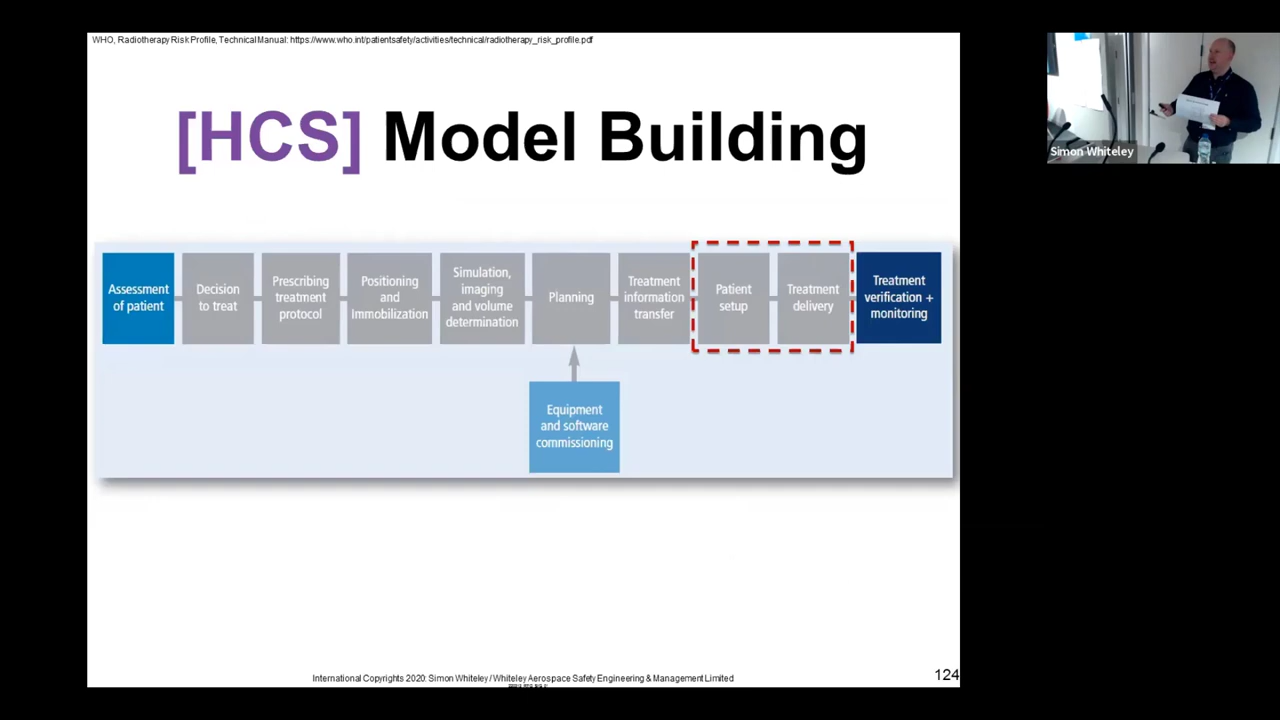 WHO, Radiotherapy Risk Profile, Technical Manual: https://www.who.int/patientsafety/activities/technical/radiotherapy_risk_profile.pdf
[HCS] Model Building
Assessment
of patient
Decision
to treat
Prescribing
treatment
protocol
Positioning
and
immobilization
Simulation,
imaging
and volume
determination
Planning
Treatment
information
transfer
Patient
setup
Treatment
delivery
Treatment
verification +
monitoring
Equipment
and software
commissioning
International Copyrights 2020: Simon Whiteley / Whiteley Aerospace Safety Engineering & Management Limited
124
Simon Whiteley